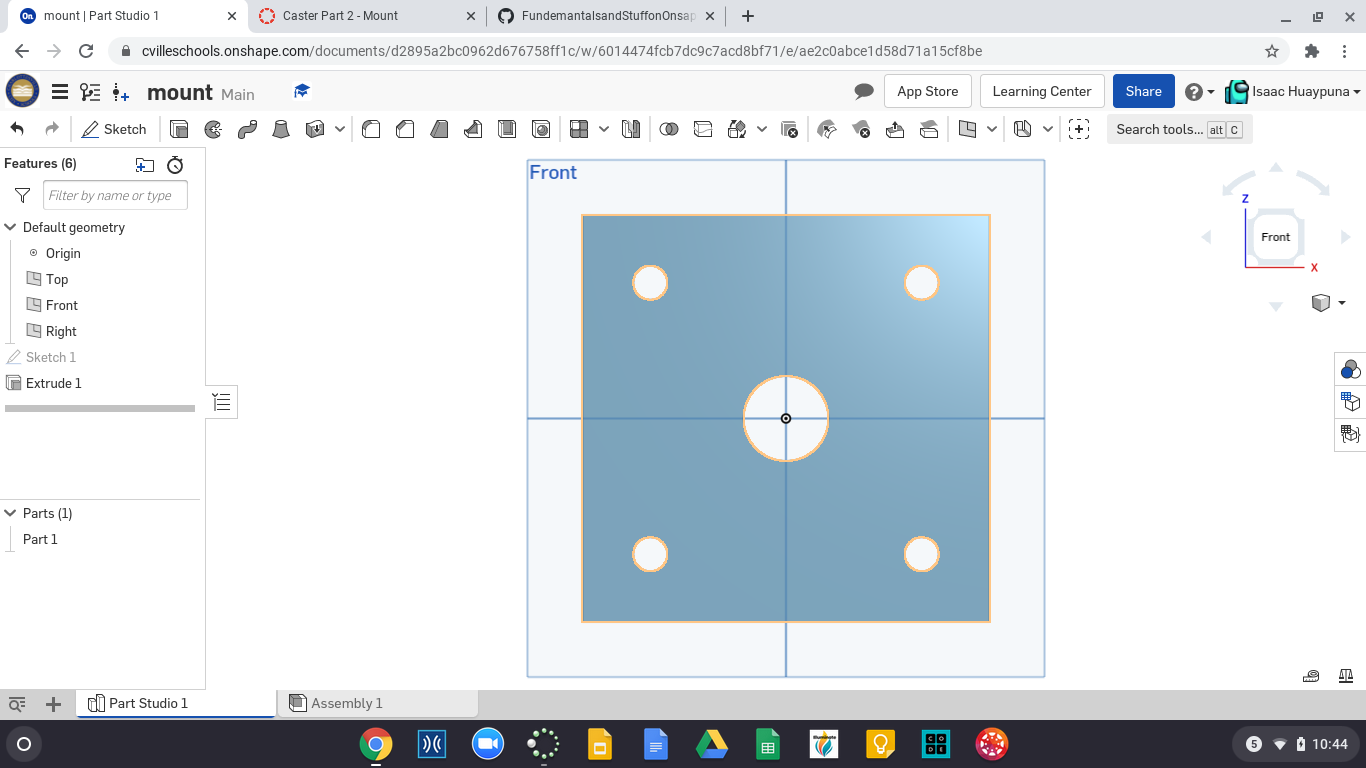 On mount | Part Studio 1
Caster Part 2 - Mount
FundemantalsandStuffonOnsap
cvilleschools.onshape.com/documents/d2895a2bc0962d676758ff1c/w/6014474fcb7dc9c7acd8bf71/e/ae2c0abce1d58d71a15cf8be
mount Main
App Store
Learning Center
Share
Isaac Huaypuna
Sketch
Search tools... alt C
Features (6)
Filter by name or type
Default geometry
Origin
Top
Front
Right
Sketch 1
Extrude 1
Parts (1)
Part 1
Front
Z
Front
X
Part Studio 1
Assembly 1
CO
DE
5
10:44